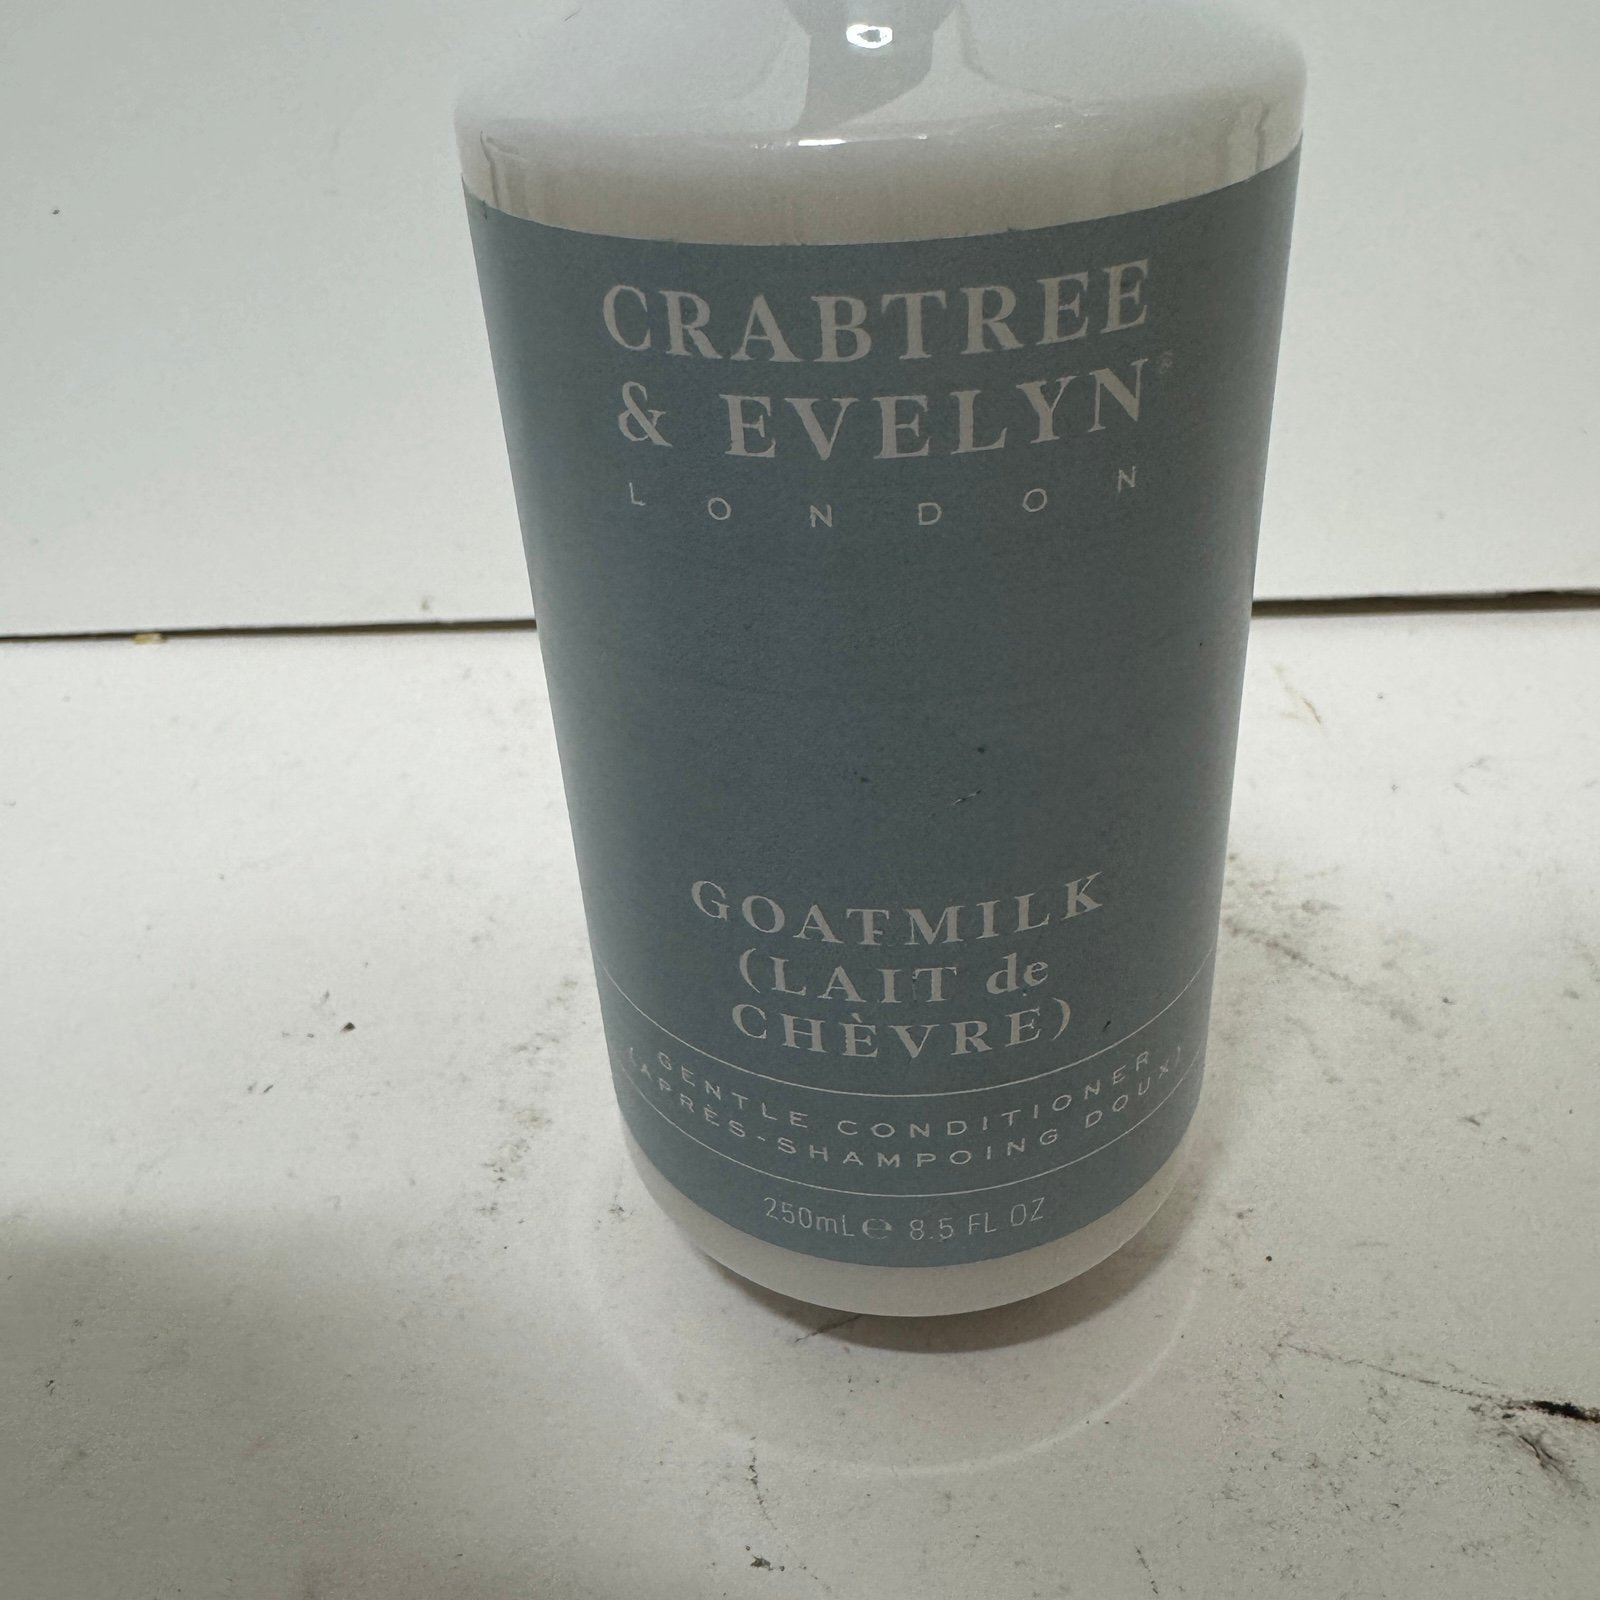 CRABTREE
& EVELYN®
LONDON
GOATMILK
(LAIT de
CHÈVRE)
(GENTLE CONDITIONER)
(APRÈS-SHAMPOING DOUX)
250mL ℮ 8.5 FL OZ